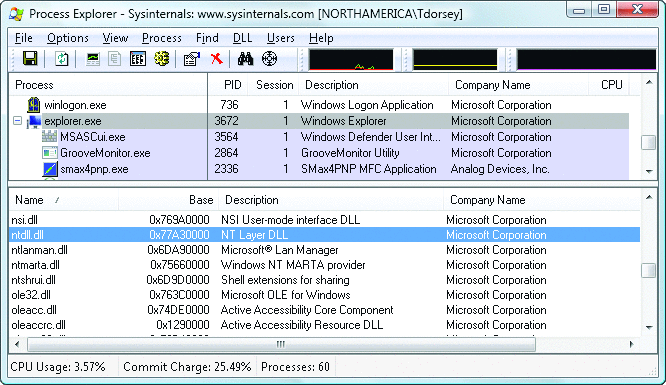 Process Explorer - Sysinternals: www.sysinternals.com [NORTHAMERICA\Tdorsey]
File Options View Process Find DLL Users Help
Process PID Session Description Company Name CPU
winlogon.exe 736 1 Windows Logon Application Microsoft Corporation
explorer.exe 3672 1 Windows Explorer Microsoft Corporation
MSASCui.exe 3564 1 Windows Defender User Int... Microsoft Corporation
GrooveMonitor.exe 2864 1 GrooveMonitor Utility Microsoft Corporation
smax4pnp.exe 2336 1 SMax4PNP MFC Application Analog Devices, Inc.
Name Base Description Company Name
nsi.dll 0x769A0000 NSI User-mode interface DLL Microsoft Corporation
ntdll.dll 0x77A30000 NT Layer DLL Microsoft Corporation
ntlanman.dll 0x6DA90000 Microsoft® Lan Manager Microsoft Corporation
ntmarta.dll 0x75660000 Windows NT MARTA provider Microsoft Corporation
ntshrui.dll 0x6D9D0000 Shell extensions for sharing Microsoft Corporation
ole32.dll 0x763C0000 Microsoft OLE for Windows Microsoft Corporation
oleacc.dll 0x74DE0000 Active Accessibility Core Component Microsoft Corporation
oleaccrc.dll 0x1290000 Active Accessibility Resource DLL Microsoft Corporation
CPU Usage: 3.57% Commit Charge: 25.49% Processes: 60